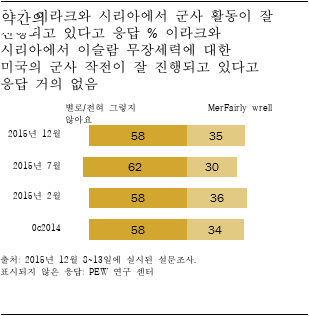 약간의
이라크와 시리아에서 군사 활동이 잘
진행되고 있다고 응답 % 이라크와
시리아에서 이슬람 무장세력에 대한
미국의 군사 작전이 잘 진행되고 있다고
응답 거의 없음
별로/전혀 그렇지
않아요
MerFairly wrell
2015년 12월 58 35
2015년 7월 62 30
2015년 2월 58 36
0c2014 58 34
출처: 2015년 12월 8~13일에 실시된 설문조사.
표시되지 않은 응답: PEW 연구 센터